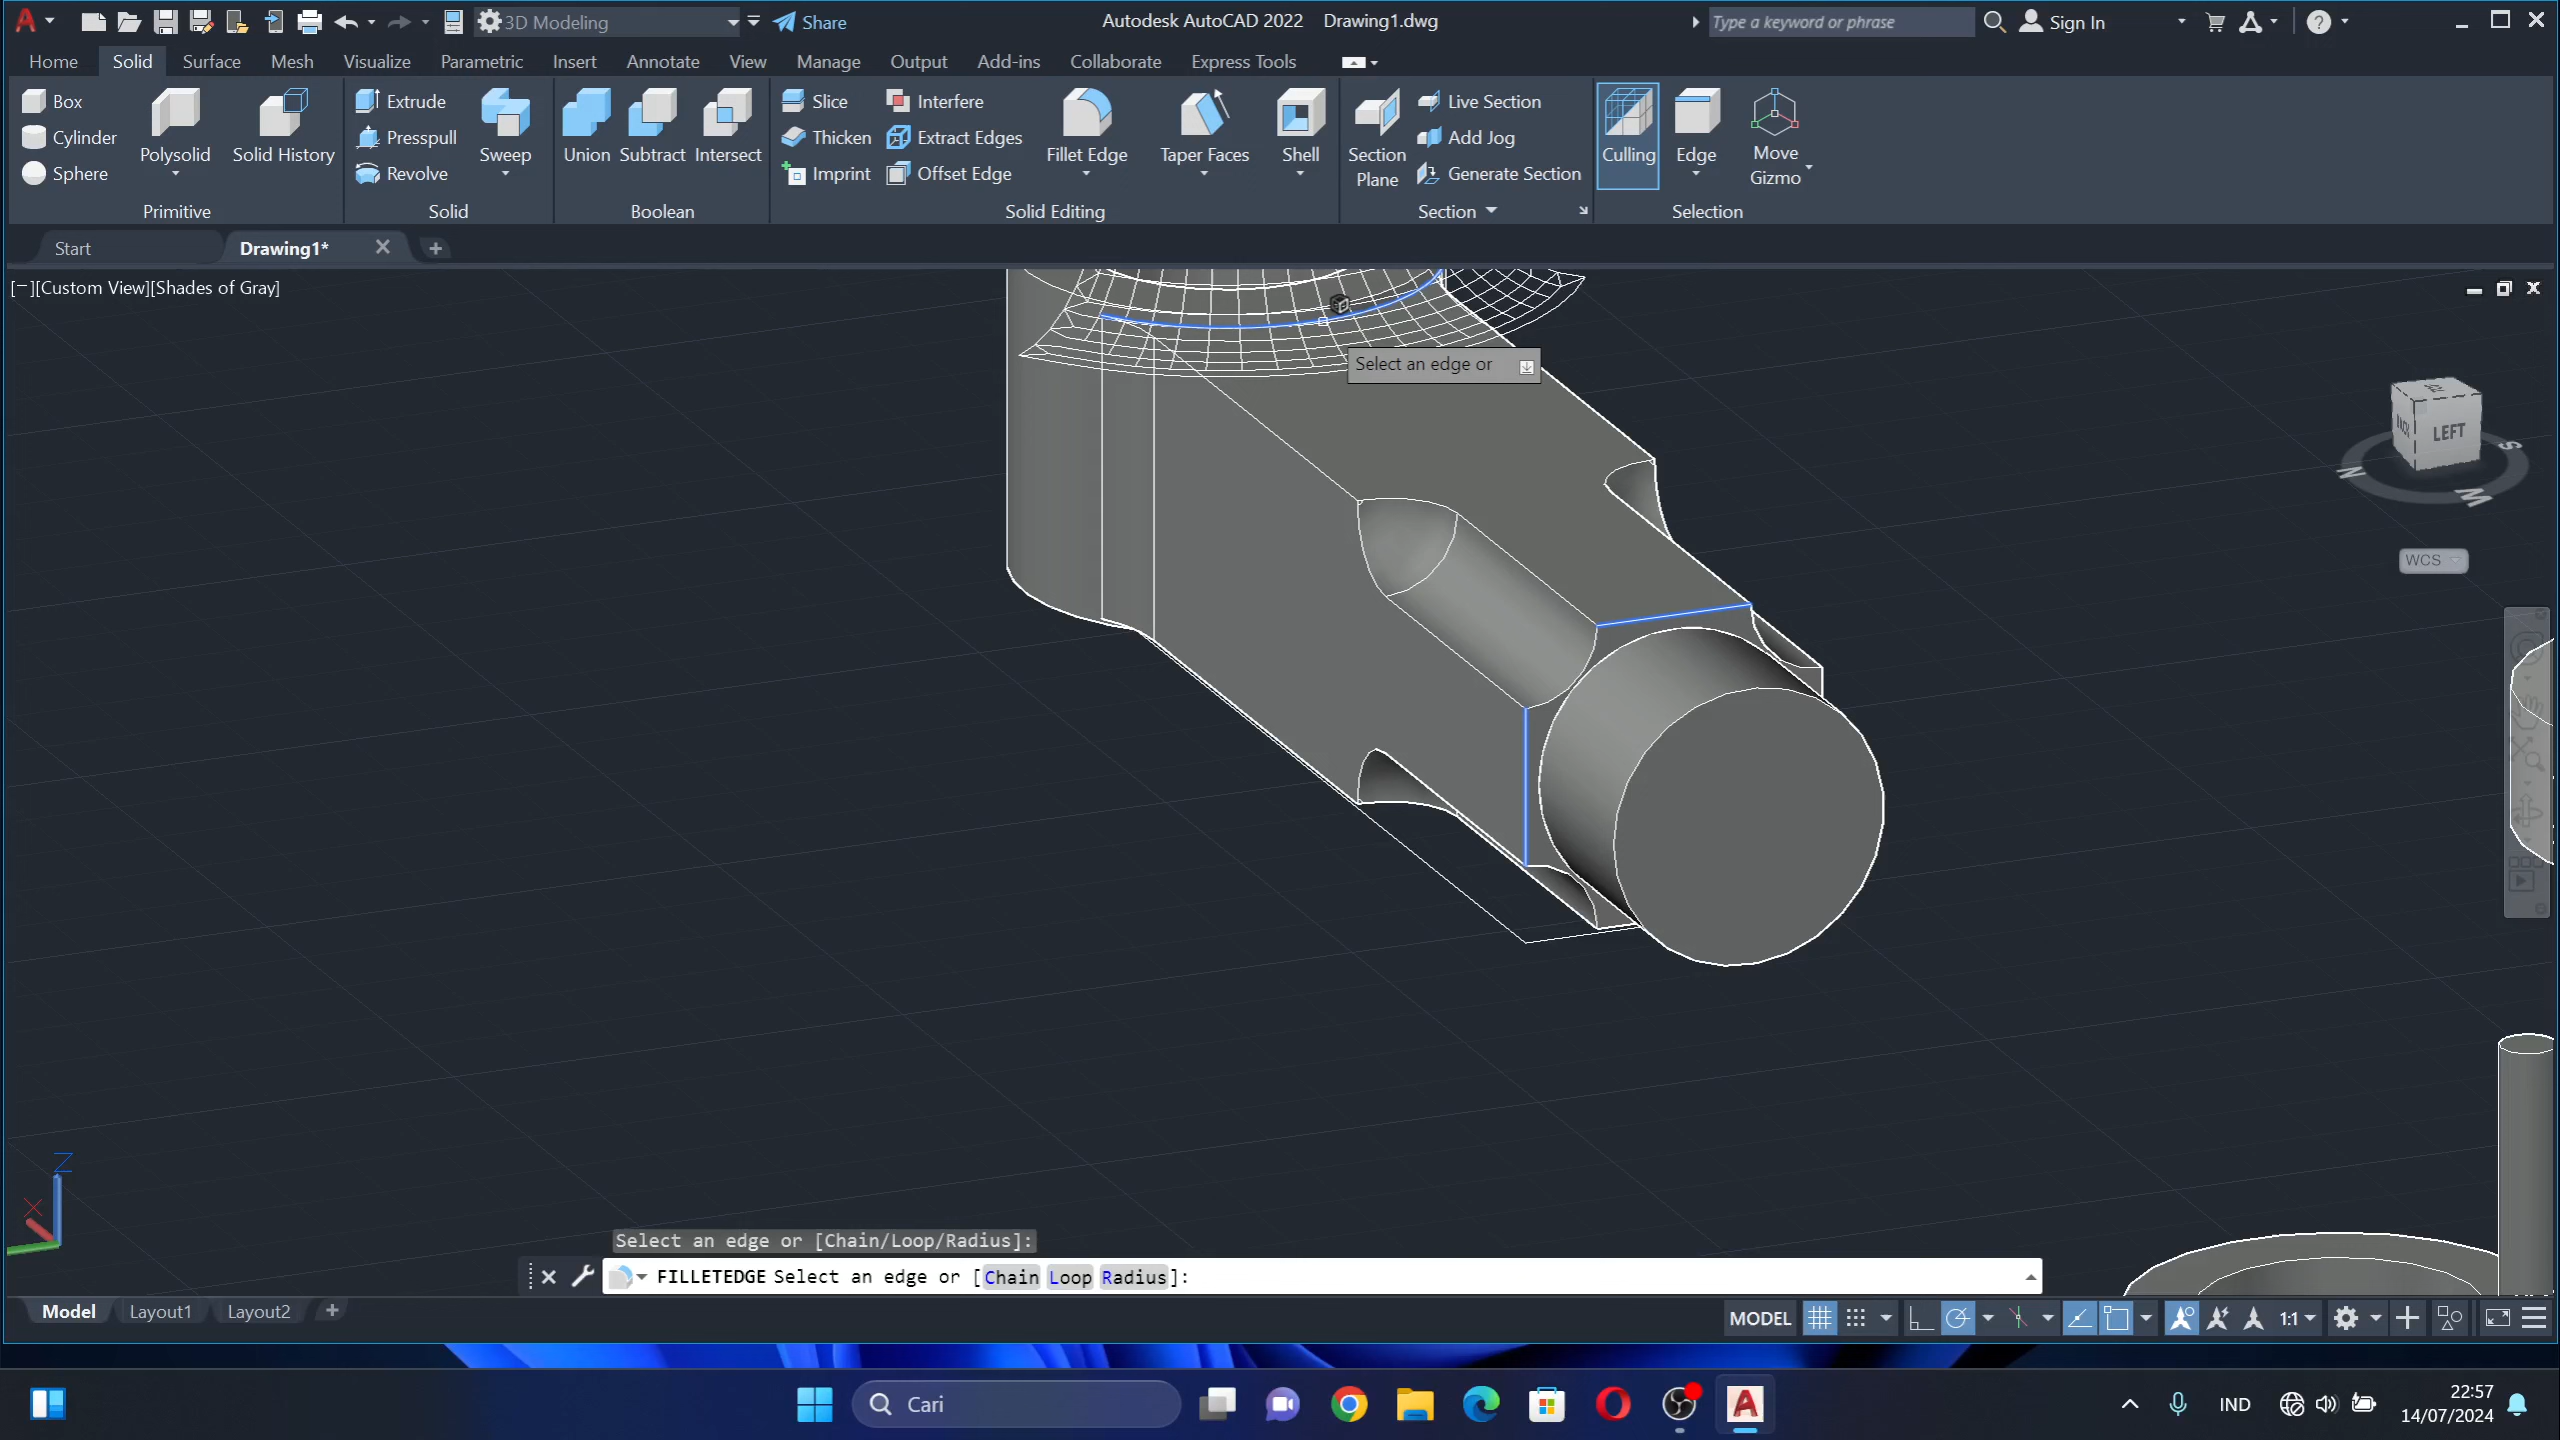 3D Modeling
Share
Autodesk AutoCAD 2022 Drawing1.dwg
Type a keyword or phrase
Sign In
Home Solid Surface Mesh Visualize Parametric Insert Annotate View Manage Output Add-ins Collaborate Express Tools
Box
Cylinder
Sphere
Polysolid
Solid History
Primitive
Extrude
Presspull
Revolve
Sweep
Solid
Union
Subtract
Intersect
Boolean
Slice
Thicken
Imprint
Interfere
Extract Edges
Offset Edge
Fillet Edge
Taper Faces
Shell
Solid Editing
Section
Plane
Live Section
Add Jog
Generate Section
Section
Culling
Edge
Move
Gizmo
Selection
Start
Drawing1*
[−][Custom View][Shades of Gray]
Select an edge or
LEFT
BACK
N
S
WCS
Z
X
Select an edge or [Chain/Loop/Radius]:
FILLETEDGE Select an edge or [Chain Loop Radius]:
Model Layout1 Layout2
MODEL
1:1
Cari
IND
22:57
14/07/2024